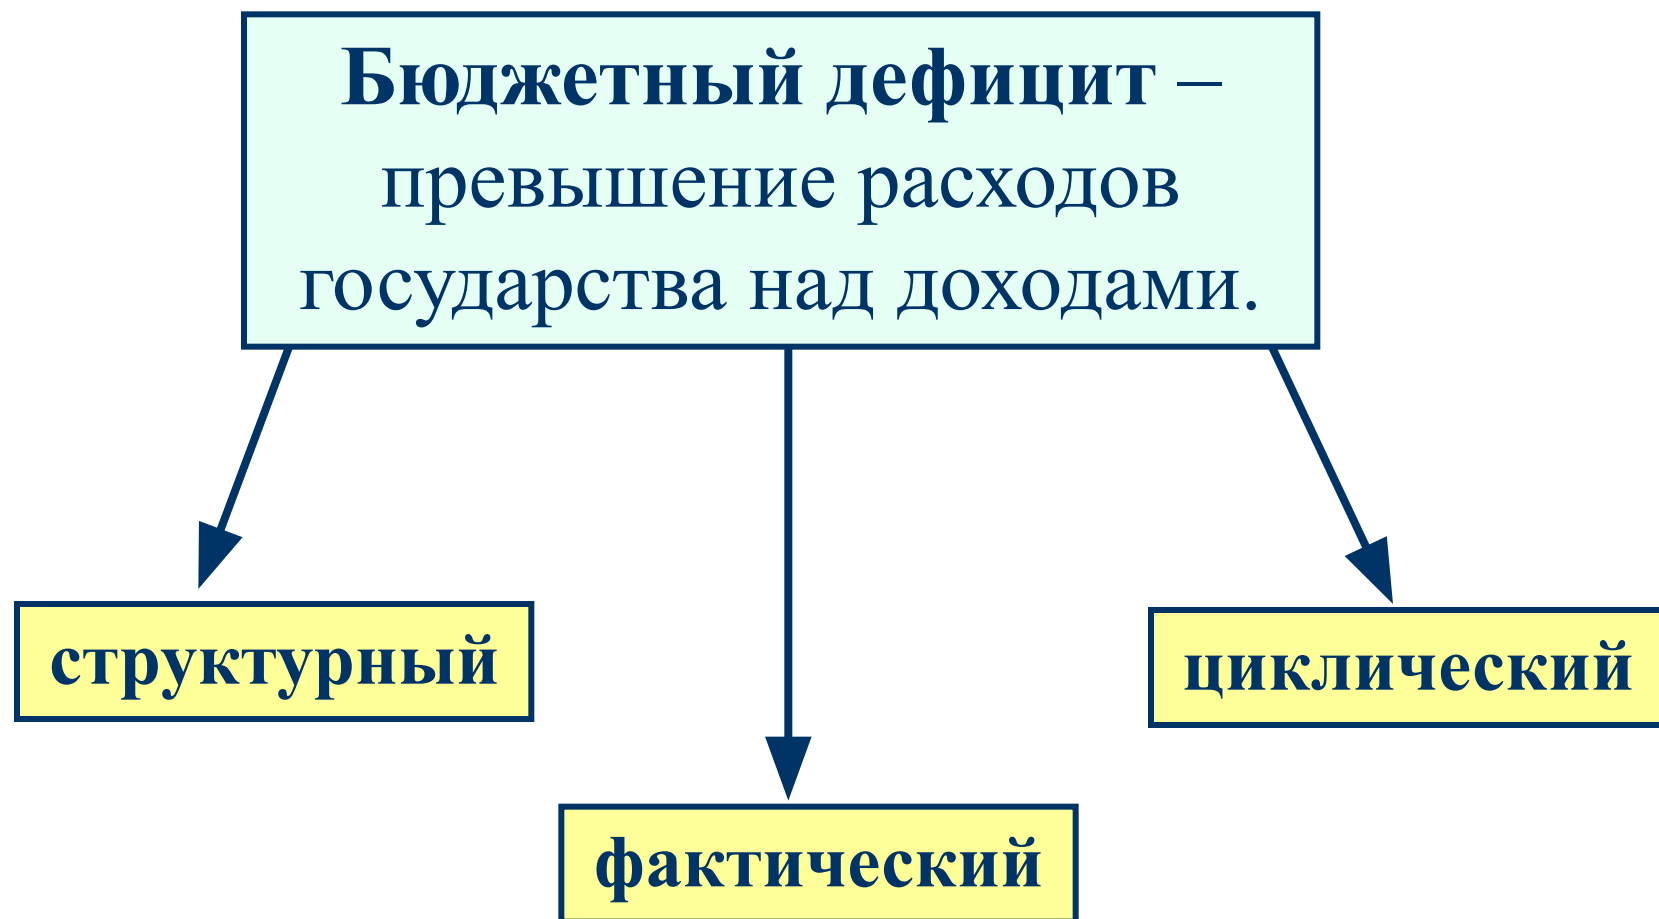 Бюджетный дефицит –
превышение расходов
государства над доходами.
структурный
циклический
фактический